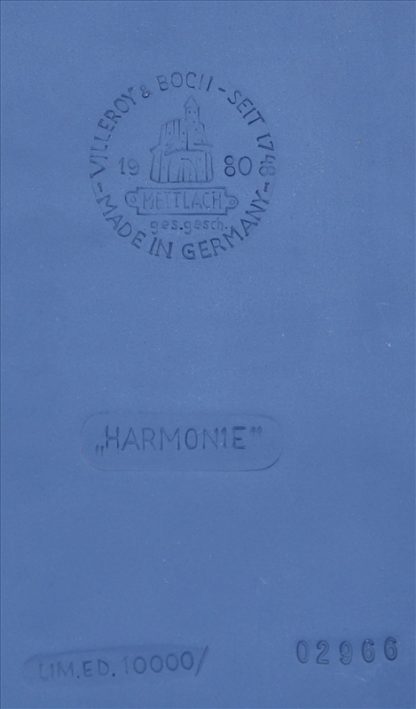 VILLEROY & BOCH - SEIT 1748
19 80
METTLACH
ges.gesch.
- MADE IN GERMANY -
„HARMONIE“
LIM.ED. 10000/ 02966